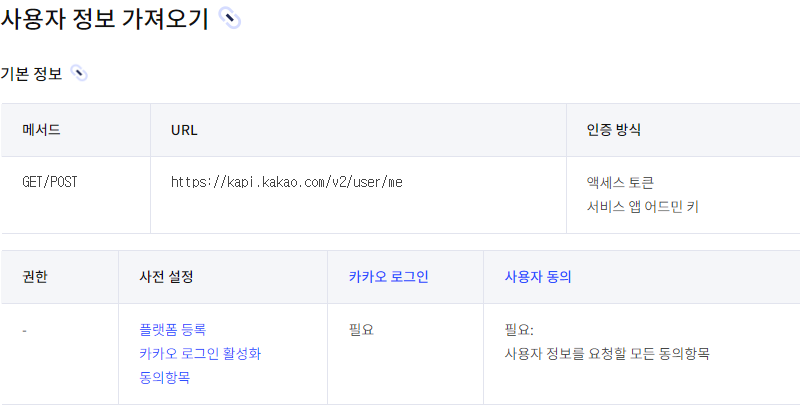 사용자 정보 가져오기
기본 정보
메서드 URL 인증 방식
GET/POST https://kapi.kakao.com/v2/user/me 액세스 토큰
서비스 앱 어드민 키
권한 사전 설정 카카오 로그인 사용자 동의
- 플랫폼 등록 필요 필요:
카카오 로그인 활성화 사용자 정보를 요청할 모든 동의항목
동의항목